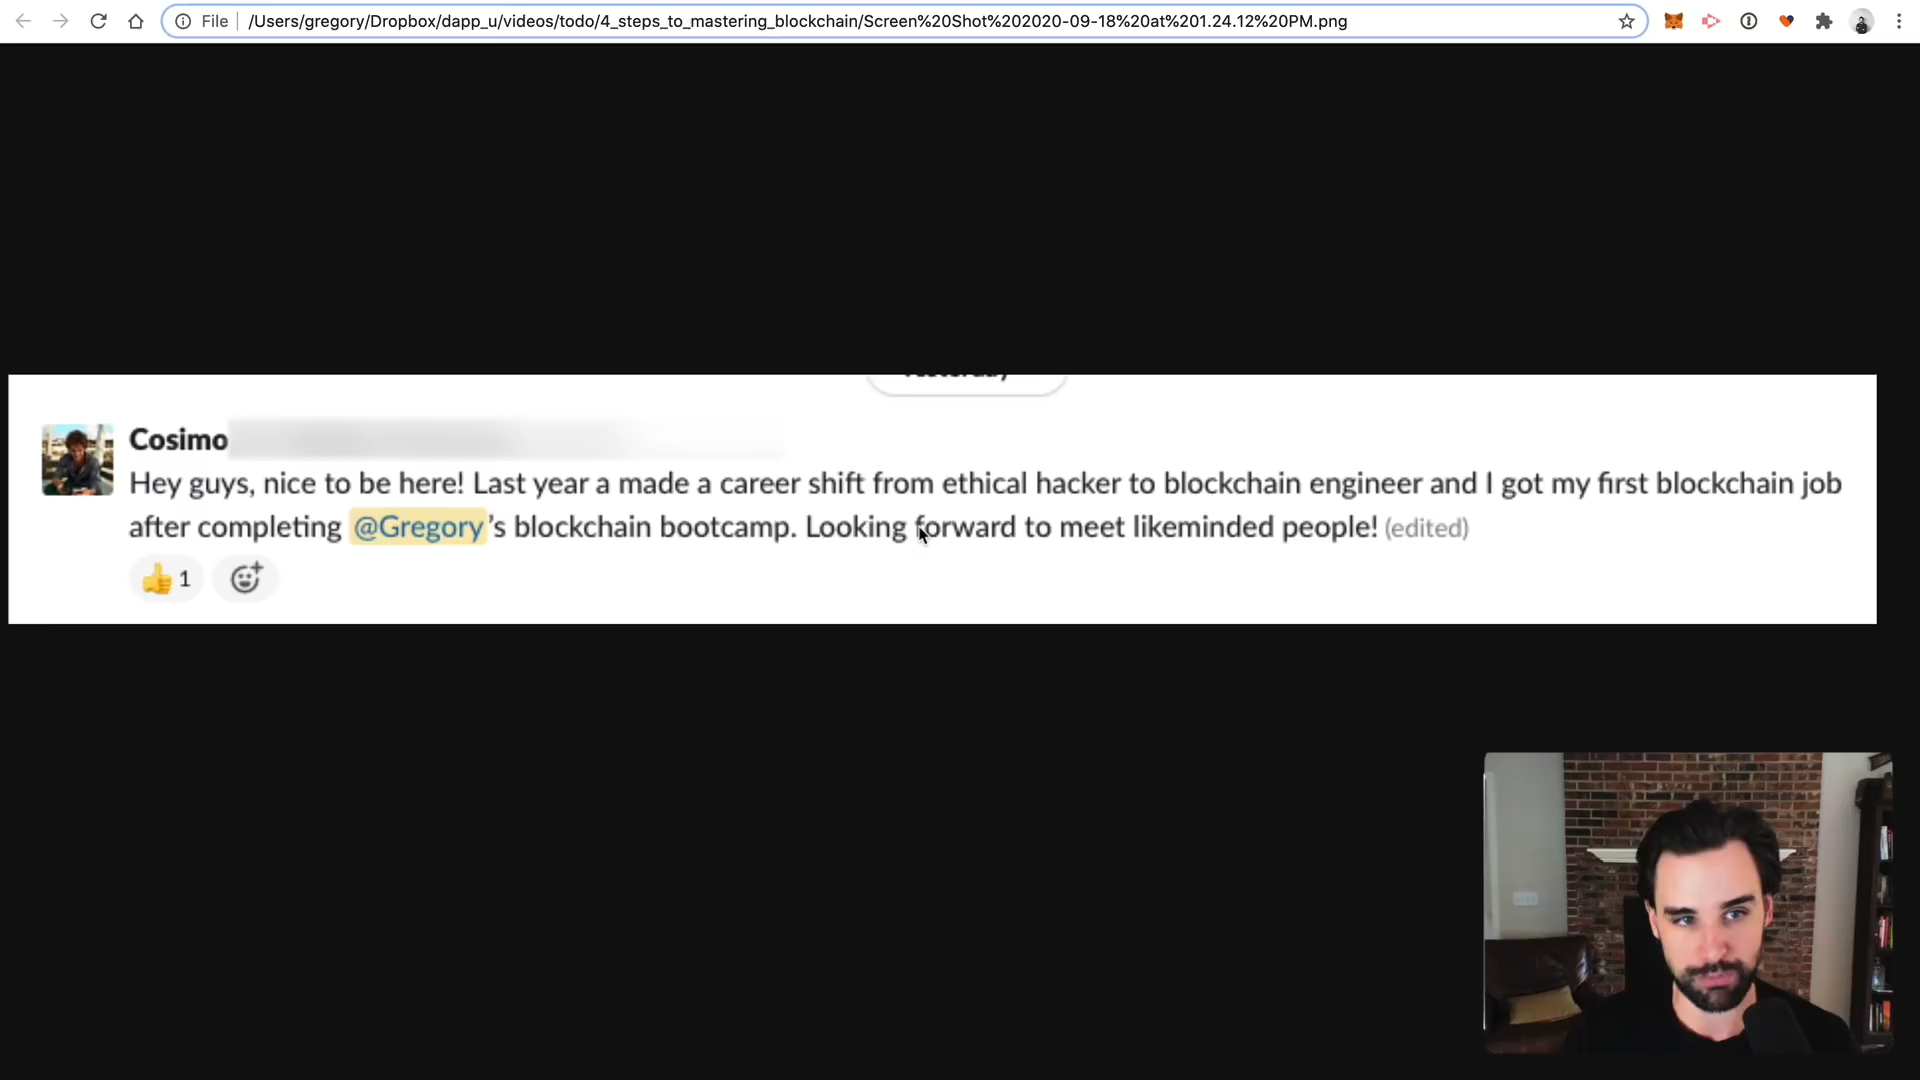 File
/Users/gregory/Dropbox/dapp_u/videos/todo/4_steps_to_mastering_blockchain/Screen%20Shot%202020-09-18%20at%201.24.12%20PM.png
Cosimo
Hey guys, nice to be here! Last year a made a career shift from ethical hacker to blockchain engineer and I got my first blockchain job
after completing @Gregory's blockchain bootcamp. Looking forward to meet likeminded people! (edited)
👍 1